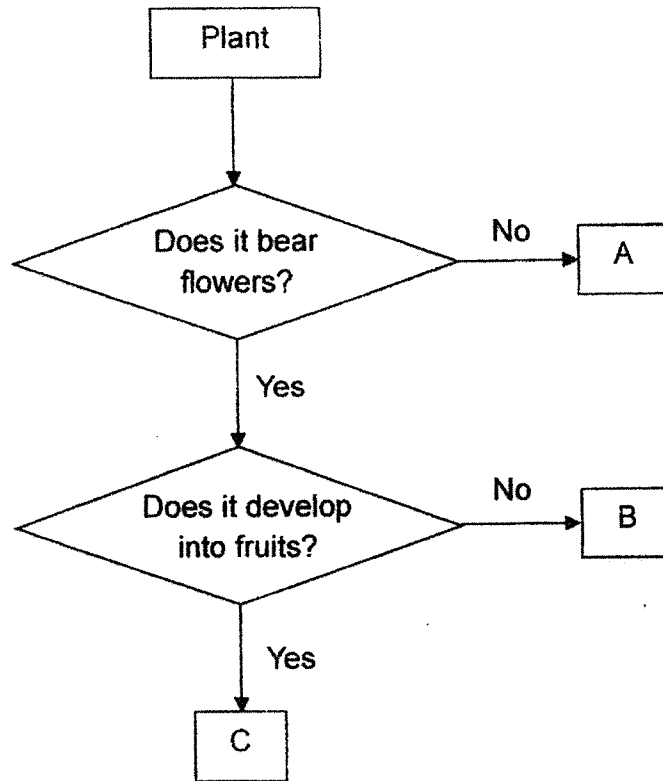 Plant
Does it bear
flowers?
No
A
Yes
Does it develop
into fruits?
No
B
Yes
C